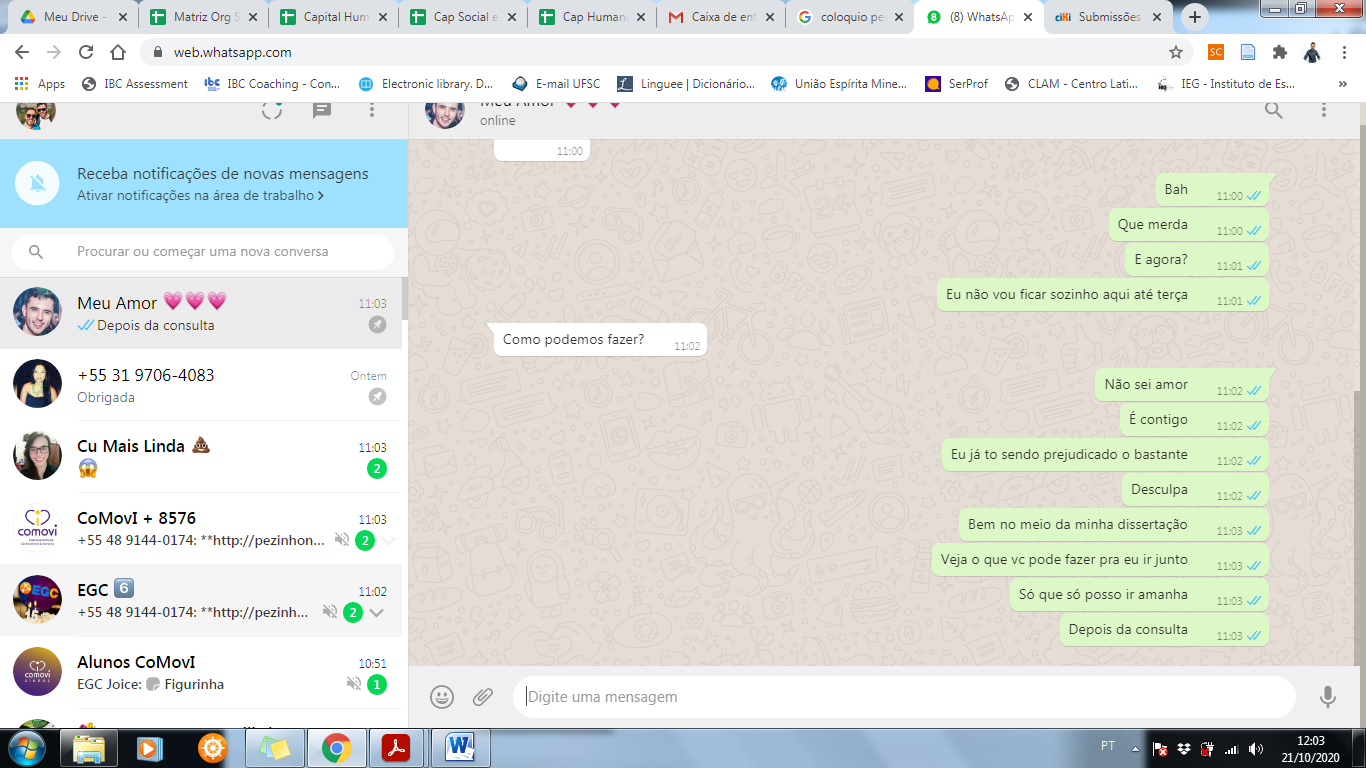 Meu Drive -
Matriz Org S
Capital Hum
Cap Social e
Cap Human
Caixa de ent
coloquio pe
(8) WhatsAp
Submissões
web.whatsapp.com
Apps
IBC Assessment
IBC Coaching - Con...
Electronic library. D...
E-mail UFSC
Linguee | Dicionário...
União Espírita Mine...
SerProf
CLAM - Centro Lati...
IEG - Instituto de Es...
Meu Amor
online
Receba notificações de novas mensagens
Ativar notificações na área de trabalho >
Procurar ou começar uma nova conversa
Meu Amor 💗💗💗 11:03
Depois da consulta
+55 31 9706-4083 Ontem
Obrigada
Cu Mais Linda 💩 11:03
😱 2
CoMovI + 8576 11:03
+55 48 9144-0174: **http://pezinhon... 2
EGC 6️⃣ 11:02
+55 48 9144-0174: **http://pezinh... 2
Alunos CoMovI 10:51
EGC Joice: Figurinha 1
11:00
Bah 11:00
Que merda 11:00
E agora? 11:01
Eu não vou ficar sozinho aqui até terça 11:01
Como podemos fazer? 11:02
Não sei amor 11:02
É contigo 11:02
Eu já to sendo prejudicado o bastante 11:02
Desculpa 11:02
Bem no meio da minha dissertação 11:03
Veja o que vc pode fazer pra eu ir junto 11:03
Só que só posso ir amanha 11:03
Depois da consulta 11:03
Digite uma mensagem
PT
12:03
21/10/2020